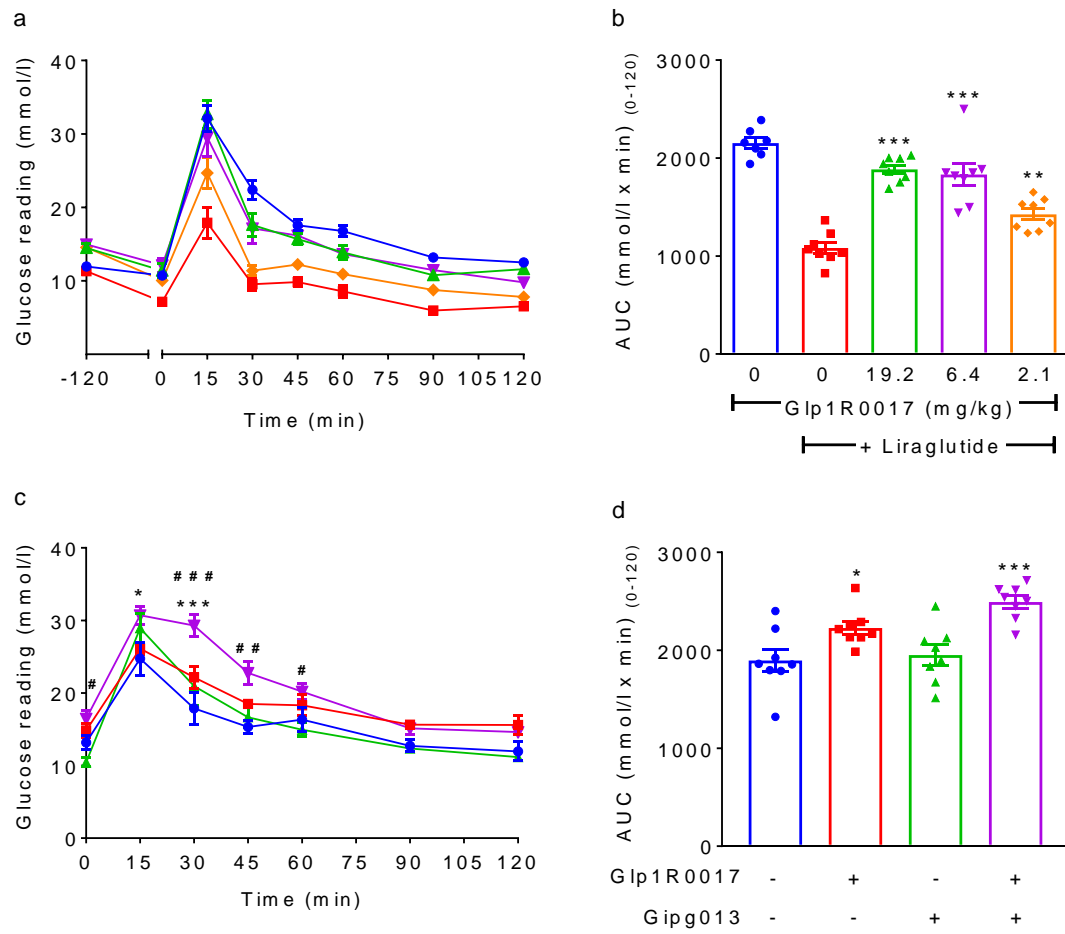 a
Glucose reading (mmol/l)
40
30
20
10
-120 0 15 30 45 60 75 90 105 120
Time (min)
b
AUC (mmol/l x min) (0-120)
3000
2000
1000
0
***
***
**
0 0 19.2 6.4 2.1
Glp1R0017 (mg/kg)
+ Liraglutide
c
Glucose reading (mmol/l)
40
30
20
10
0
#
*
# # #
***
# #
#
0 15 30 45 60 75 90 105 120
Time (min)
d
AUC (mmol/l x min) (0-120)
3000
2000
1000
0
*
***
Glp1R0017 - + - +
Gipg013 - - + +